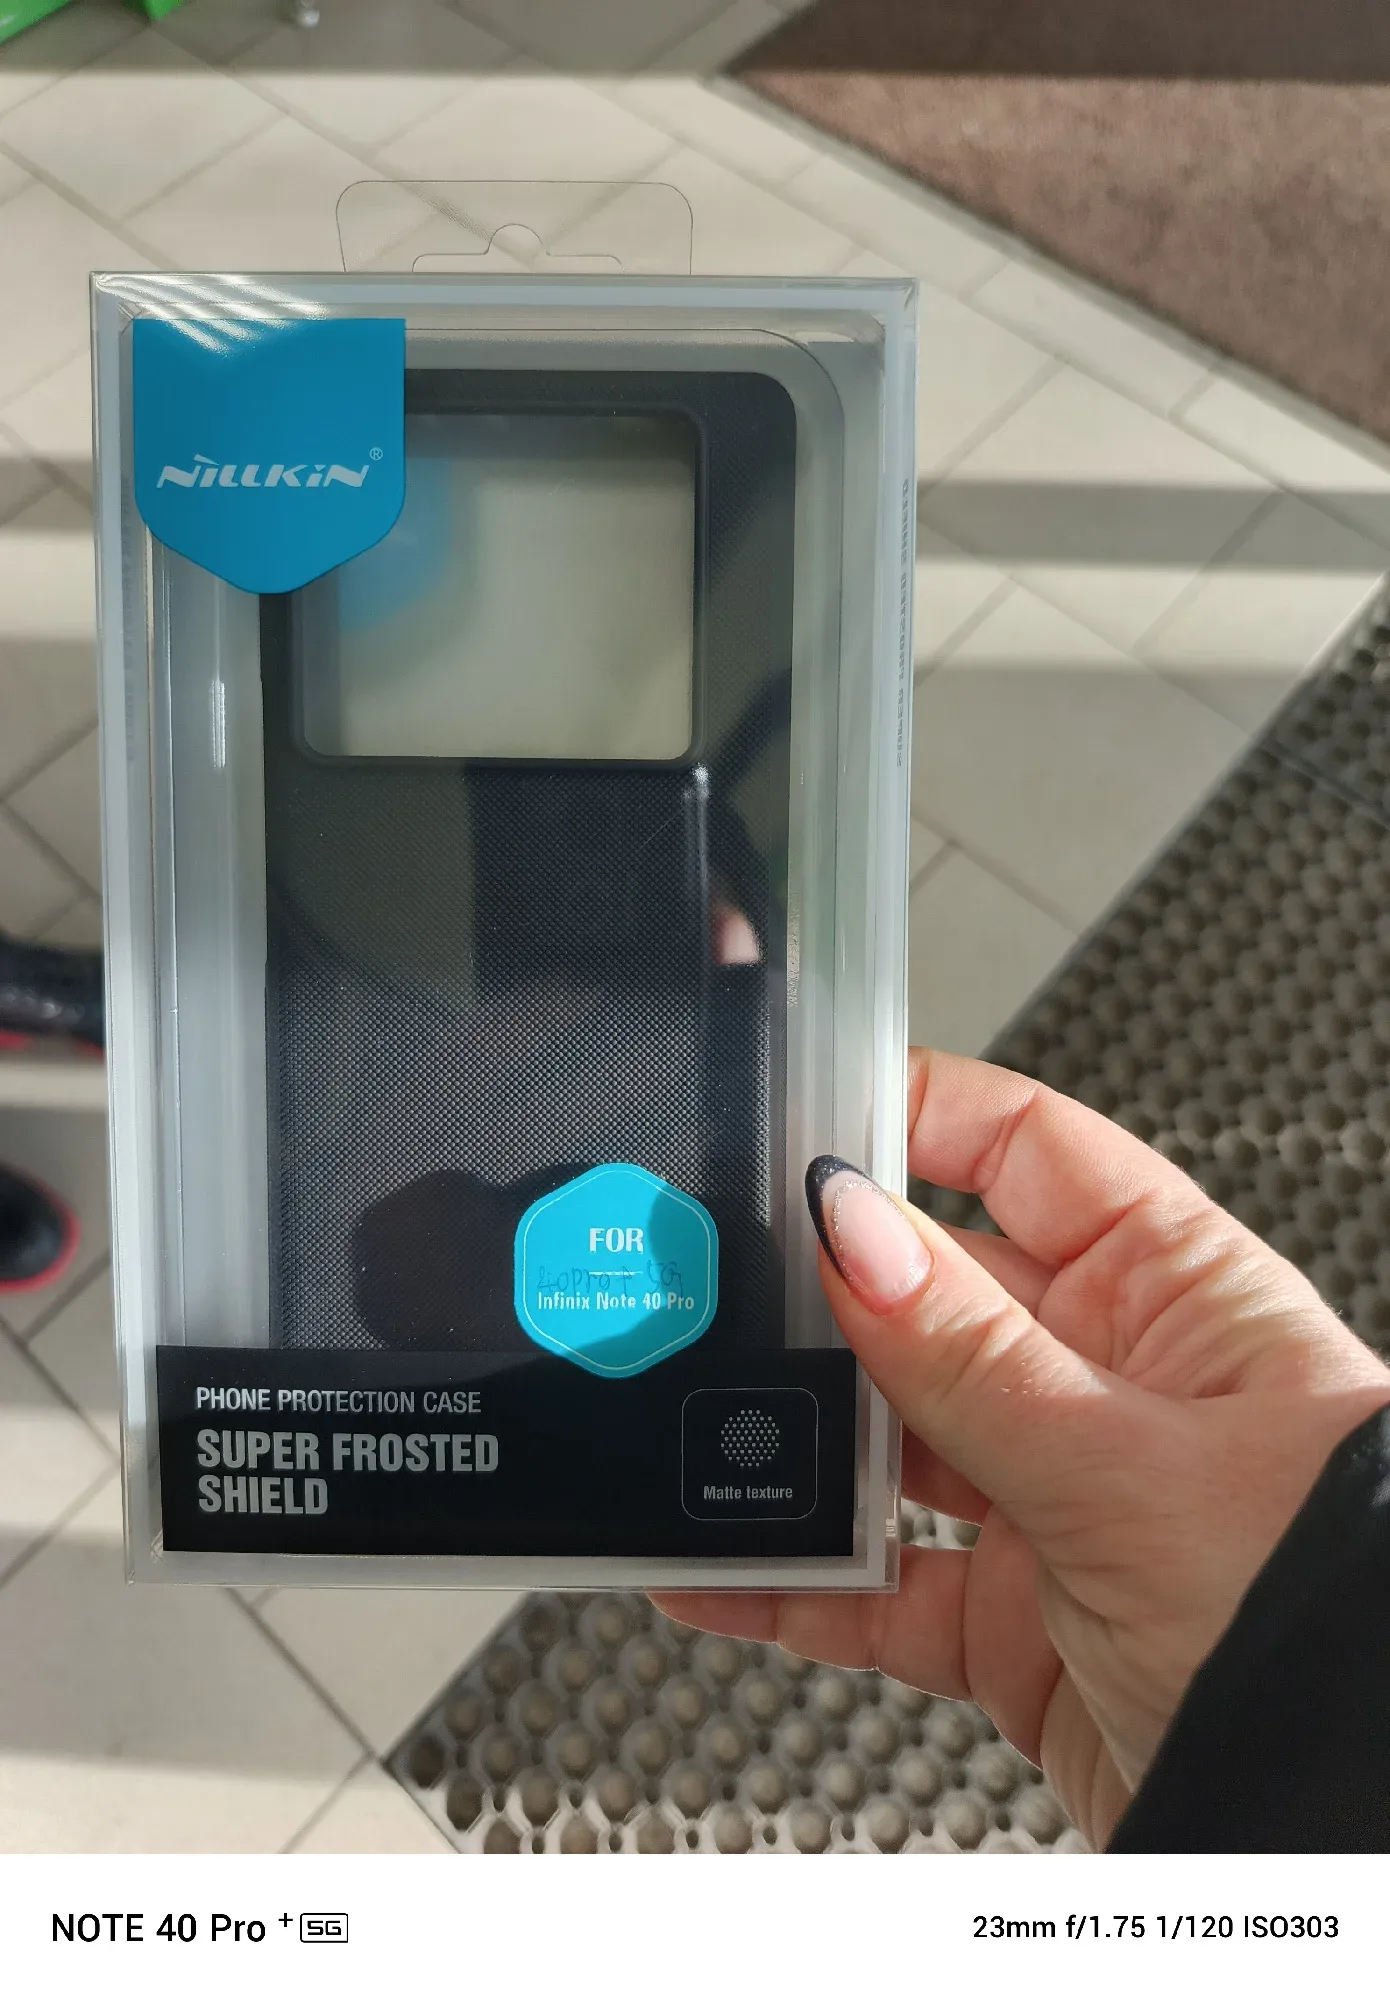 NILLKIN®
FOR
40pro+ 5G
Infinix Note 40 Pro
PHONE PROTECTION CASE
SUPER FROSTED
SHIELD
Matte texture
NOTE 40 Pro+ 5G
23mm f/1.75 1/120 ISO303